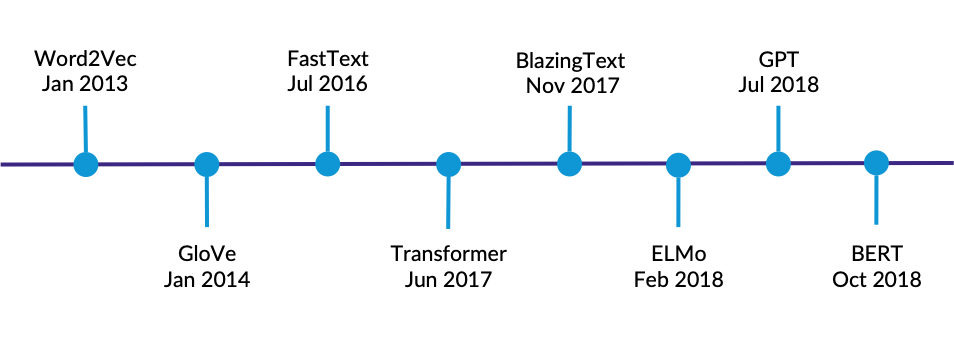 Word2Vec
Jan 2013
GloVe
Jan 2014
FastText
Jul 2016
Transformer
Jun 2017
BlazingText
Nov 2017
ELMo
Feb 2018
GPT
Jul 2018
BERT
Oct 2018